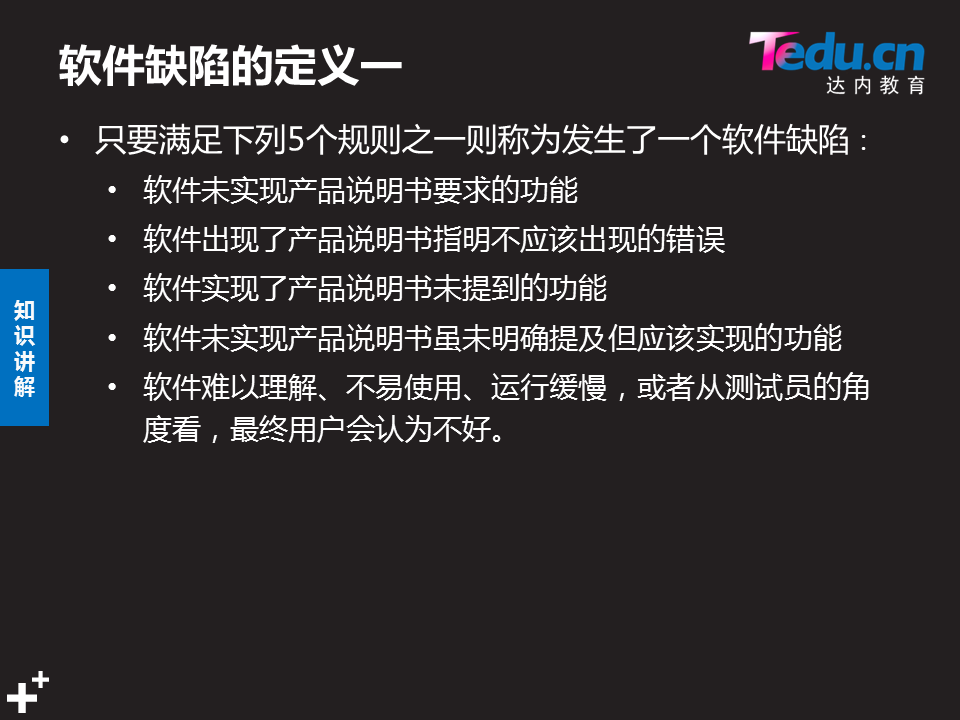 软件缺陷的定义一
Tedu.cn
达内教育
• 只要满足下列5个规则之一则称为发生了一个软件缺陷：
• 软件未实现产品说明书要求的功能
• 软件出现了产品说明书指明不应该出现的错误
• 软件实现了产品说明书未提到的功能
• 软件未实现产品说明书虽未明确提及但应该实现的功能
• 软件难以理解、不易使用、运行缓慢，或者从测试员的角
度看，最终用户会认为不好。
知
识
讲
解